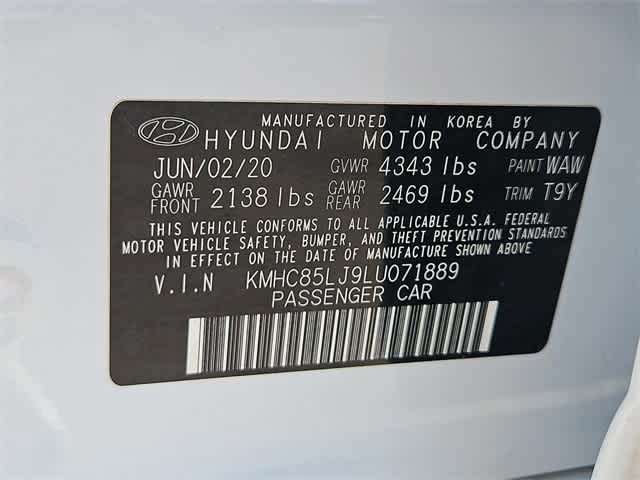 MANUFACTURED IN KOREA BY
HYUNDAI MOTOR COMPANY
JUN/02/20 GVWR 4343 lbs PAINT WAW
GAWR FRONT 2138 lbs GAWR REAR 2469 lbs TRIM T9Y
THIS VEHICLE CONFORMS TO ALL APPLICABLE U.S.A. FEDERAL
MOTOR VEHICLE SAFETY, BUMPER, AND THEFT PREVENTION STANDARDS
IN EFFECT ON THE DATE OF MANUFACTURE SHOWN ABOVE.
V.I.N KMHC85LJ9LU071889
PASSENGER CAR